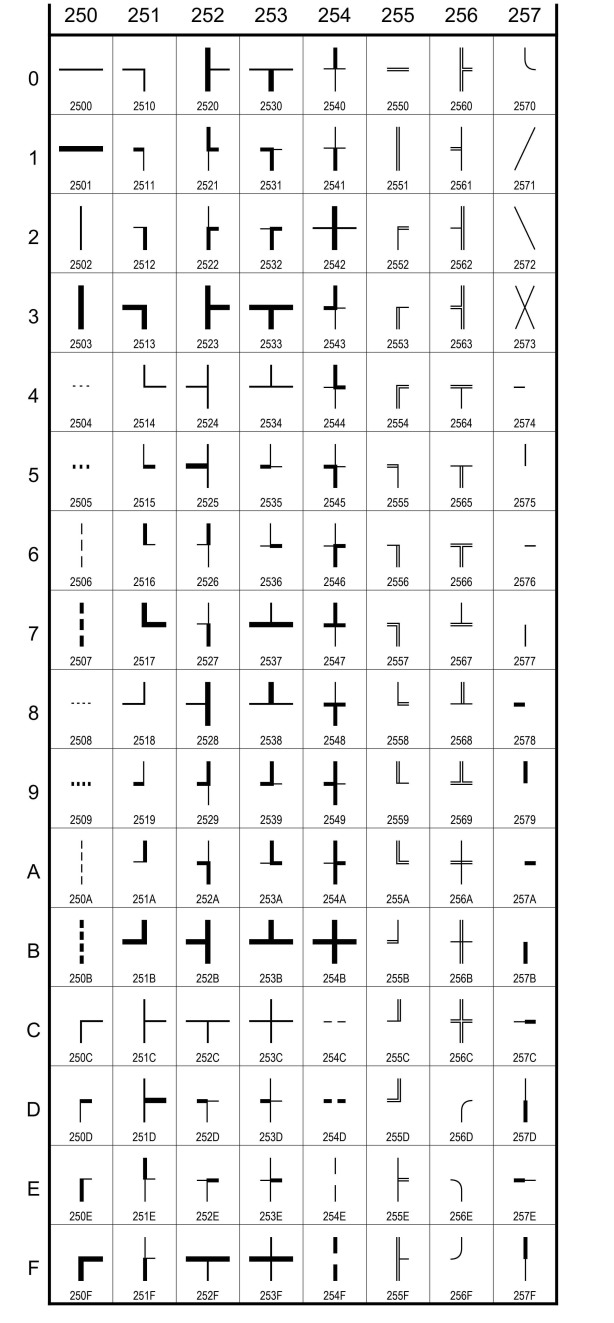 250 251 252 253 254 255 256 257
0 ─ ┐ ┠ ┰ ╀ ═ ╠ ╰
2500 2510 2520 2530 2540 2550 2560 2570
1 ━ ┑ ┡ ┱ ╁ ║ ╡ ╱
2501 2511 2521 2531 2541 2551 2561 2571
2 │ ┒ ┢ ┲ ╂ ╒ ╢ ╲
2502 2512 2522 2532 2542 2552 2562 2572
3 ┃ ┓ ┣ ┳ ╃ ╓ ╣ ╳
2503 2513 2523 2533 2543 2553 2563 2573
4 ┄ └ ┤ ┴ ╄ ╔ ╤ ╴
2504 2514 2524 2534 2544 2554 2564 2574
5 ┅ ┕ ┥ ┵ ╅ ╕ ╥ ╵
2505 2515 2525 2535 2545 2555 2565 2575
6 ┆ ┖ ┦ ┶ ╆ ╖ ╦ ╶
2506 2516 2526 2536 2546 2556 2566 2576
7 ┇ ┗ ┧ ┷ ╇ ╗ ╧ ╷
2507 2517 2527 2537 2547 2557 2567 2577
8 ┈ ┘ ┨ ┸ ╈ ╘ ╨ ╸
2508 2518 2528 2538 2548 2558 2568 2578
9 ┉ ┙ ┩ ┹ ╉ ╙ ╩ ╹
2509 2519 2529 2539 2549 2559 2569 2579
A ┊ ┚ ┪ ┺ ╊ ╚ ╪ ╺
250A 251A 252A 253A 254A 255A 256A 257A
B ┋ ┛ ┫ ┻ ╋ ╛ ╫ ╻
250B 251B 252B 253B 254B 255B 256B 257B
C ┌ ├ ┬ ┼ ╌ ╜ ╬ ╼
250C 251C 252C 253C 254C 255C 256C 257C
D ┍ ┝ ┭ ┽ ╍ ╝ ╭ ╽
250D 251D 252D 253D 254D 255D 256D 257D
E ┎ ┞ ┮ ┾ ╎ ╞ ╮ ╾
250E 251E 252E 253E 254E 255E 256E 257E
F ┏ ┟ ┯ ┿ ╏ ╟ ╯ ╿
250F 251F 252F 253F 254F 255F 256F 257F